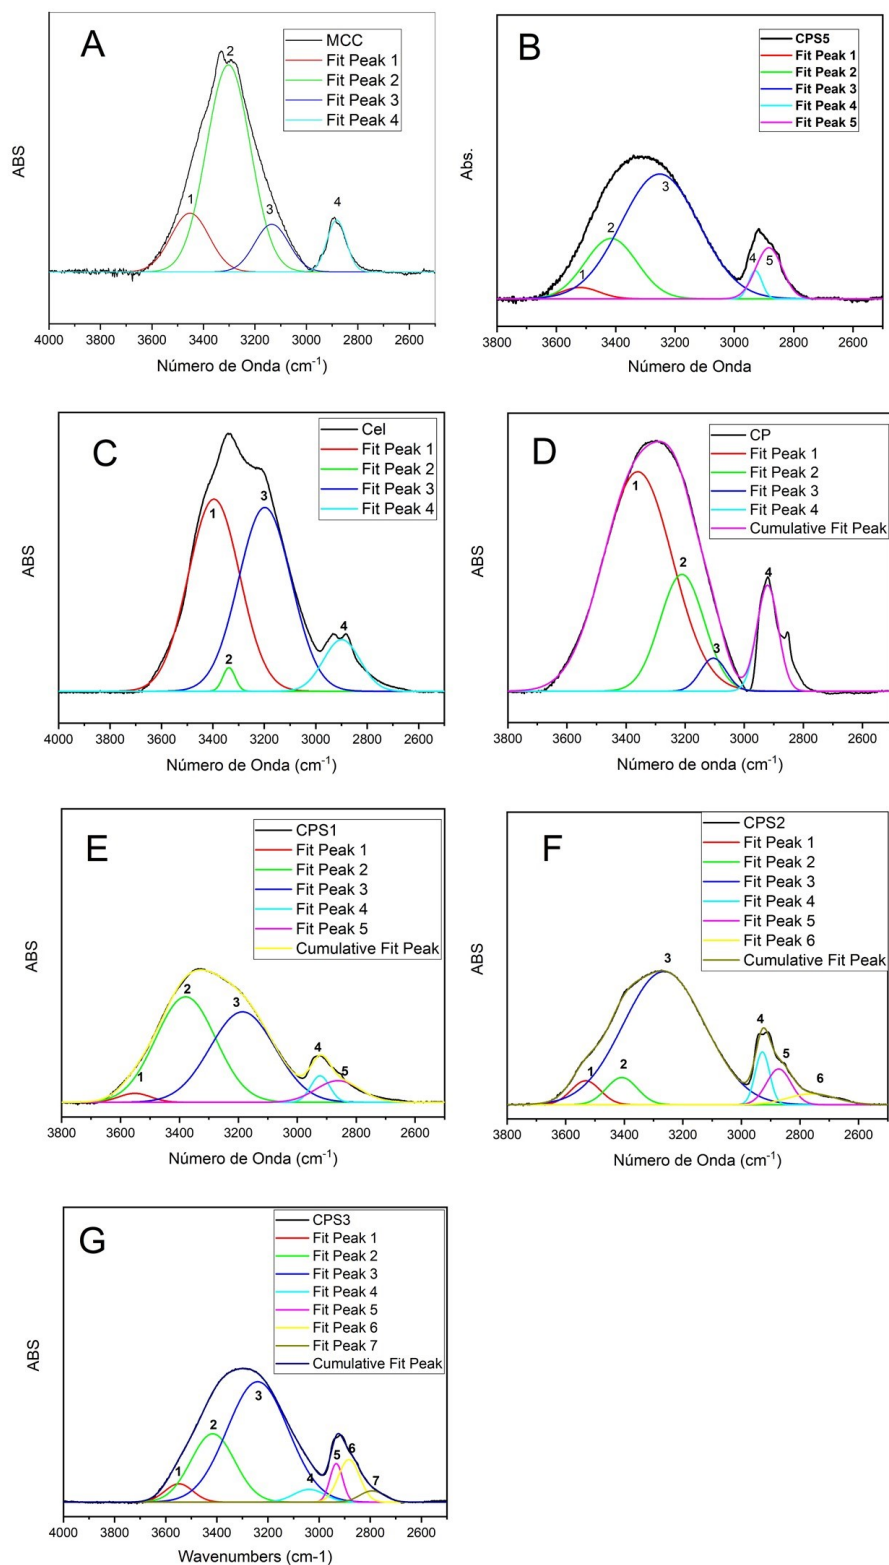 A
MCC
Fit Peak 1
Fit Peak 2
Fit Peak 3
Fit Peak 4
2
1
3
4
ABS
4000 3800 3600 3400 3200 3000 2800 2600
Número de Onda (cm-1)
B
CPS5
Fit Peak 1
Fit Peak 2
Fit Peak 3
Fit Peak 4
Fit Peak 5
3
2
1
4
5
Abs.
3800 3600 3400 3200 3000 2800 2600
Número de Onda
C
Cel
Fit Peak 1
Fit Peak 2
Fit Peak 3
Fit Peak 4
1
3
2
4
ABS
4000 3800 3600 3400 3200 3000 2800 2600
Número de Onda (cm-1)
D
CP
Fit Peak 1
Fit Peak 2
Fit Peak 3
Fit Peak 4
Cumulative Fit Peak
1
2
3
4
ABS
3800 3600 3400 3200 3000 2800 2600
Número de onda (cm-1)
E
CPS1
Fit Peak 1
Fit Peak 2
Fit Peak 3
Fit Peak 4
Fit Peak 5
Cumulative Fit Peak
2
3
1
4
5
ABS
3800 3600 3400 3200 3000 2800 2600
Número de Onda (cm-1)
F
CPS2
Fit Peak 1
Fit Peak 2
Fit Peak 3
Fit Peak 4
Fit Peak 5
Fit Peak 6
Cumulative Fit Peak
3
1
2
4
5
6
ABS
3800 3600 3400 3200 3000 2800 2600
Número de Onda (cm-1)
G
CPS3
Fit Peak 1
Fit Peak 2
Fit Peak 3
Fit Peak 4
Fit Peak 5
Fit Peak 6
Fit Peak 7
Cumulative Fit Peak
3
2
1
4
5
6
7
ABS
4000 3800 3600 3400 3200 3000 2800 2600
Wavenumbers (cm-1)